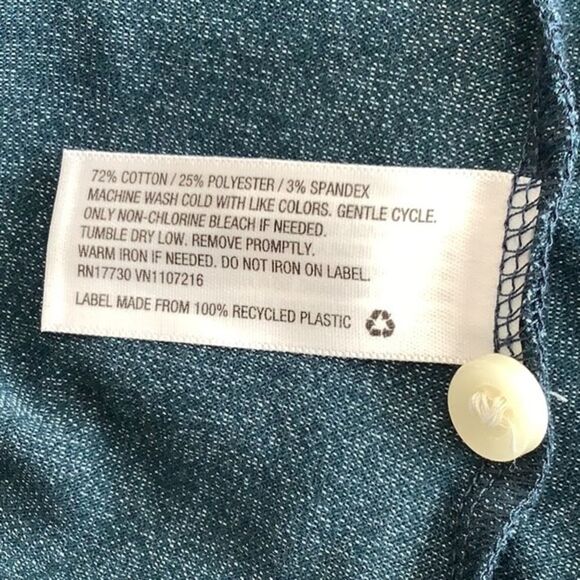 72% COTTON / 25% POLYESTER / 3% SPANDEX
MACHINE WASH COLD WITH LIKE COLORS. GENTLE CYCLE.
ONLY NON-CHLORINE BLEACH IF NEEDED.
TUMBLE DRY LOW. REMOVE PROMPTLY.
WARM IRON IF NEEDED. DO NOT IRON ON LABEL.
RN17730 VN1107216
LABEL MADE FROM 100% RECYCLED PLASTIC